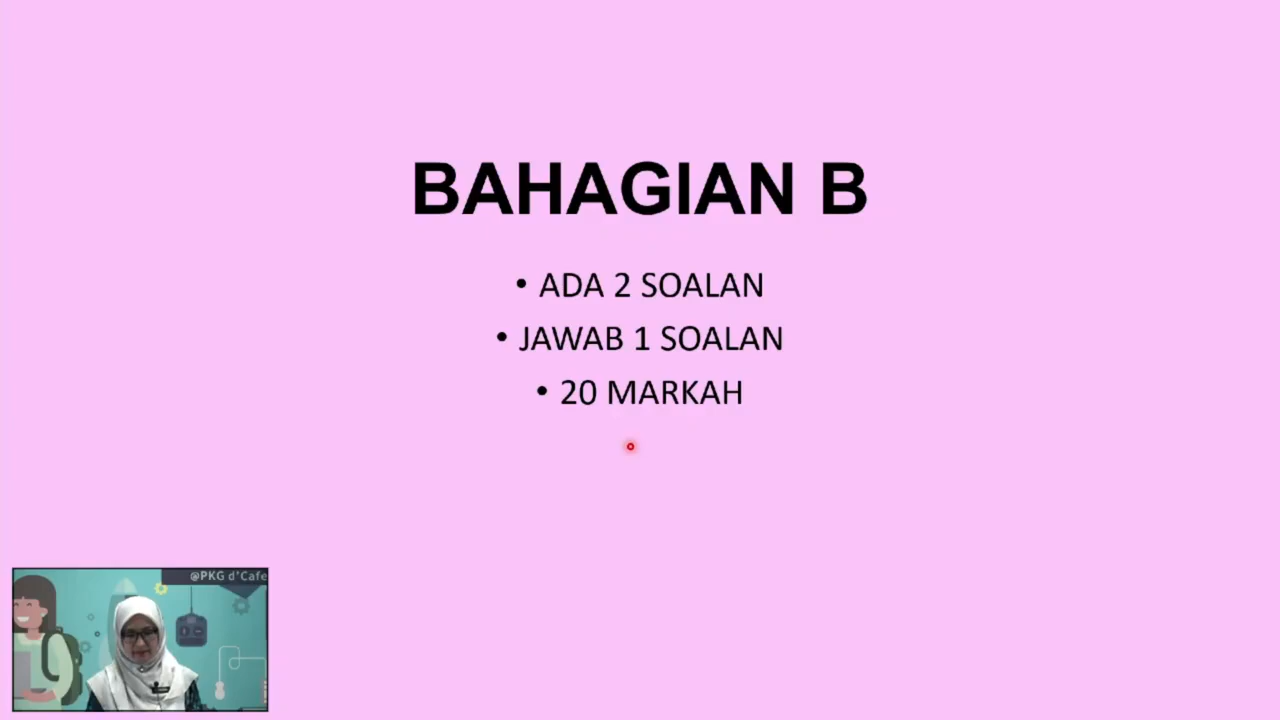 BAHAGIAN B
• ADA 2 SOALAN
• JAWAB 1 SOALAN
• 20 MARKAH
@PKG d'Cafe